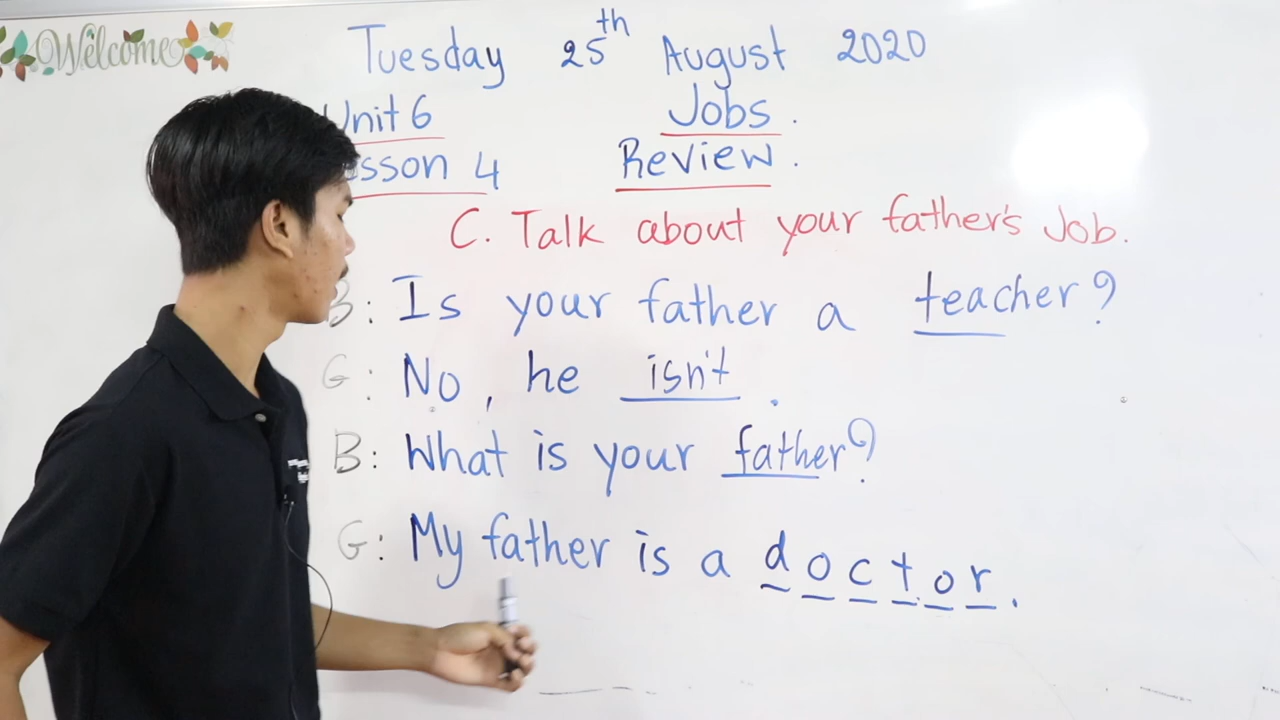 Welcome
Tuesday 25th August 2020
Unit 6 Jobs.
Lesson 4 Review.
C. Talk about your father's Job.
B: Is your father a teacher?
G: No, he isn't.
B: What is your father?
G: My father is a doctor.